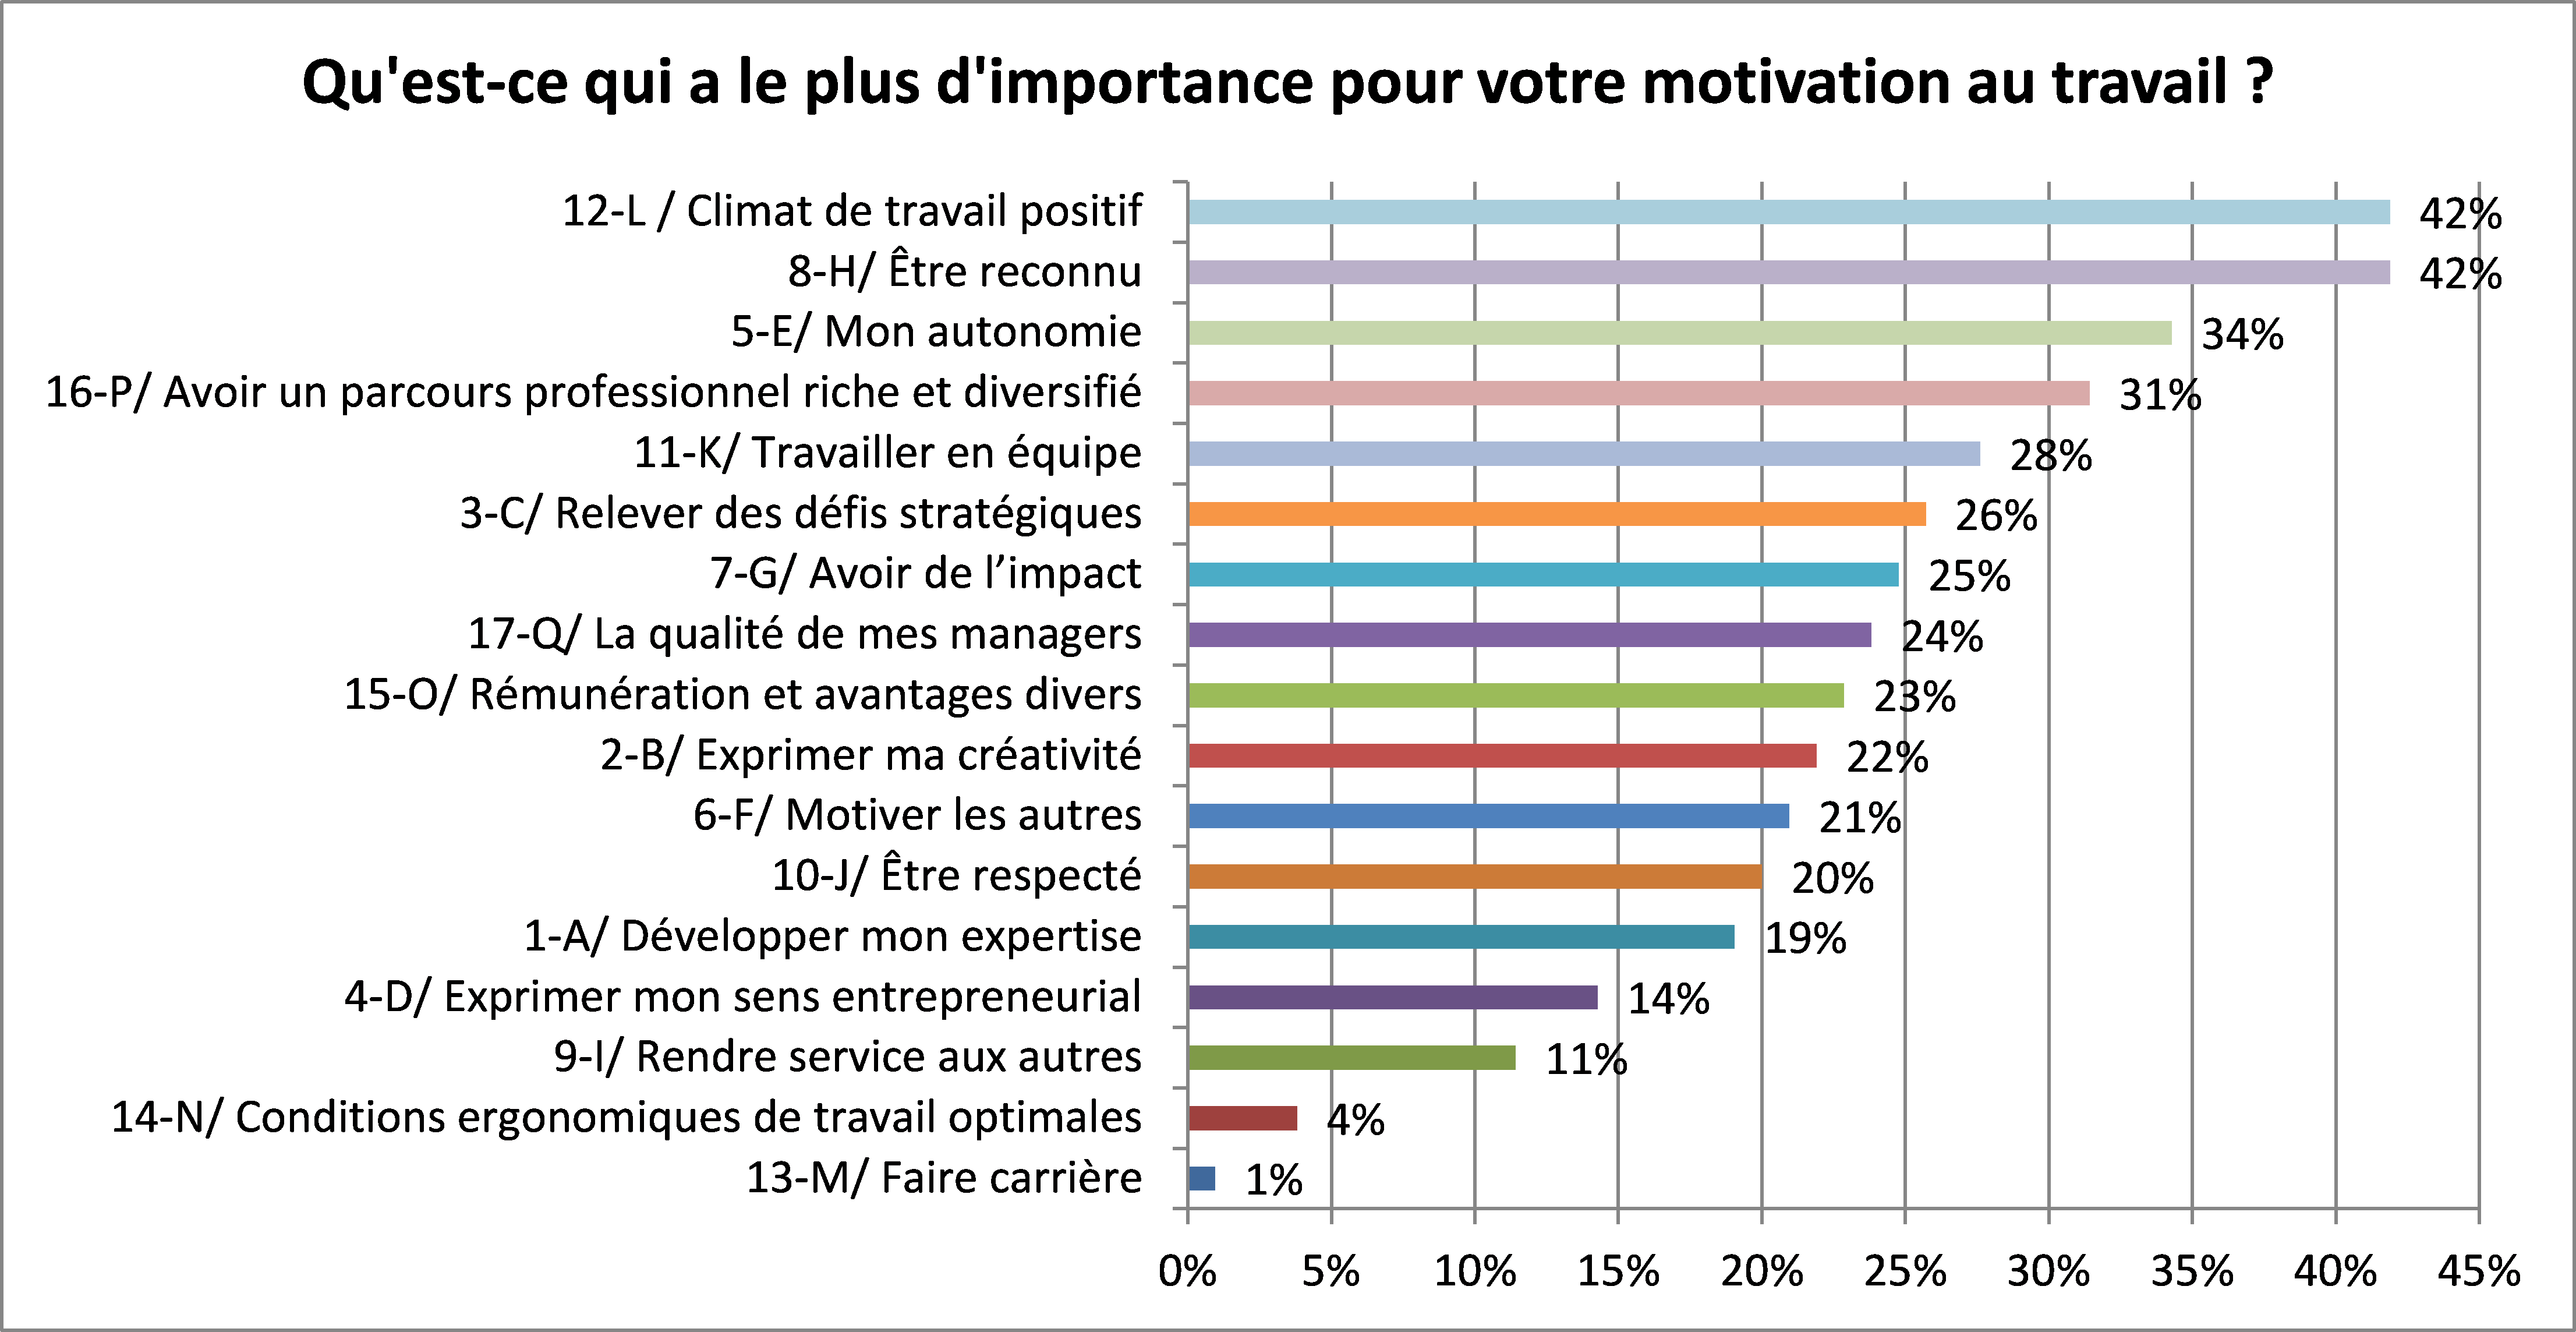 Qu'est-ce qui a le plus d'importance pour votre motivation au travail ?
12-L / Climat de travail positif 42%
8-H/ Être reconnu 42%
5-E/ Mon autonomie 34%
16-P/ Avoir un parcours professionnel riche et diversifié 31%
11-K/ Travailler en équipe 28%
3-C/ Relever des défis stratégiques 26%
7-G/ Avoir de l’impact 25%
17-Q/ La qualité de mes managers 24%
15-O/ Rémunération et avantages divers 23%
2-B/ Exprimer ma créativité 22%
6-F/ Motiver les autres 21%
10-J/ Être respecté 20%
1-A/ Développer mon expertise 19%
4-D/ Exprimer mon sens entrepreneurial 14%
9-I/ Rendre service aux autres 11%
14-N/ Conditions ergonomiques de travail optimales 4%
13-M/ Faire carrière 1%
0% 5% 10% 15% 20% 25% 30% 35% 40% 45%